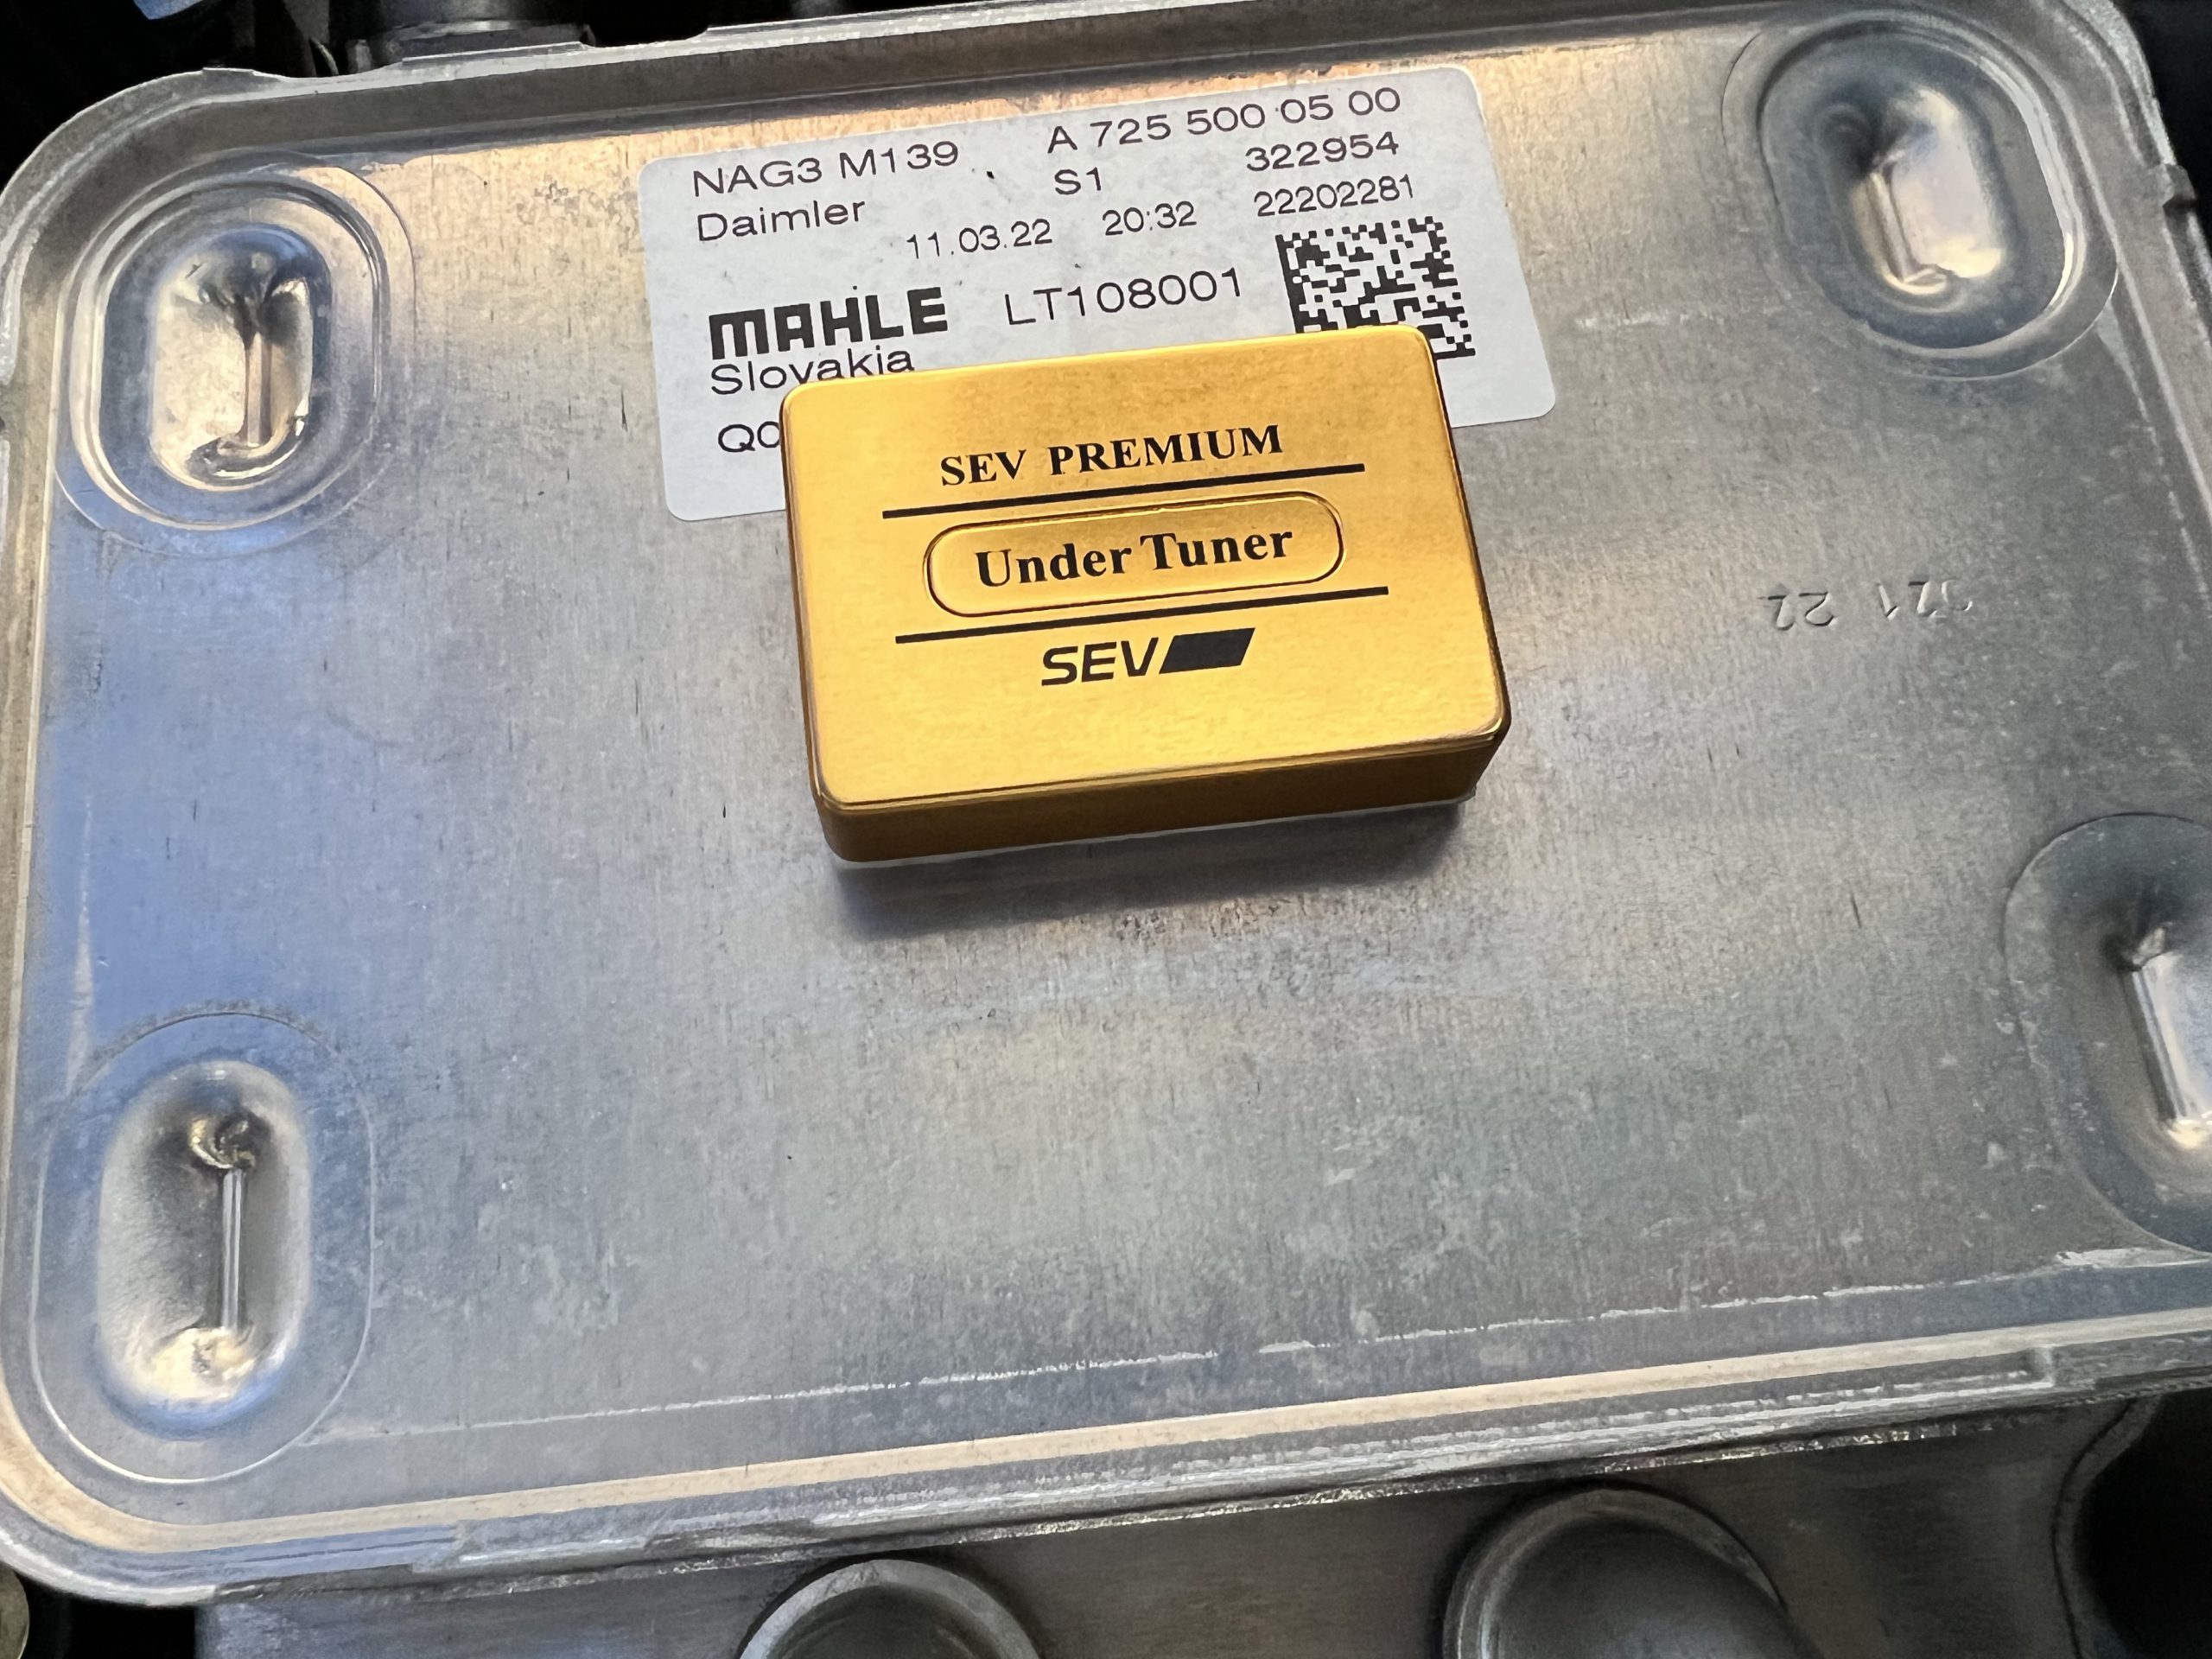 NAG3 M139 A 725 500 05 00
Daimler S1 322954
11.03.22 20:32 22202281
MAHLE LT108001
Slovakia
SEV PREMIUM
Under Tuner
SEV